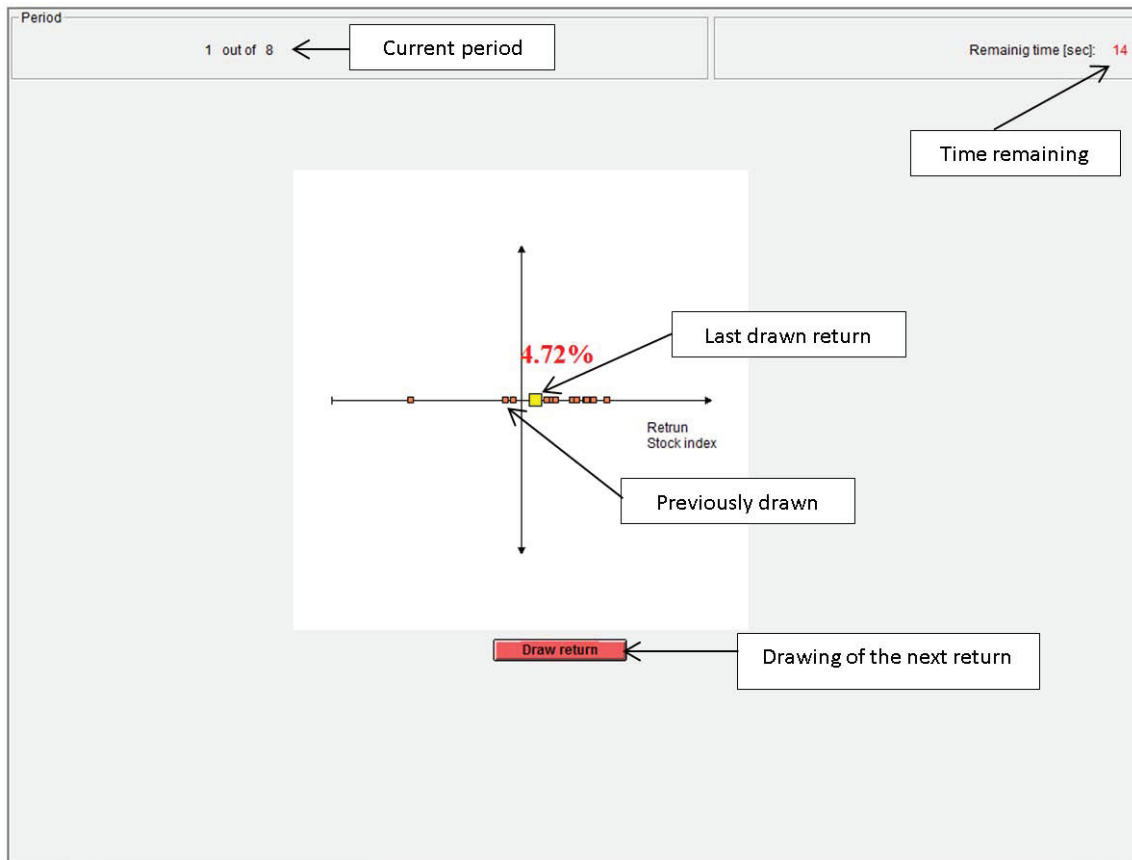 Period
1 out of 8
Current period
Remainig time [sec]: 14
Time remaining
Last drawn return
4.72%
Retrun
Stock index
Previously drawn
Draw return
Drawing of the next return